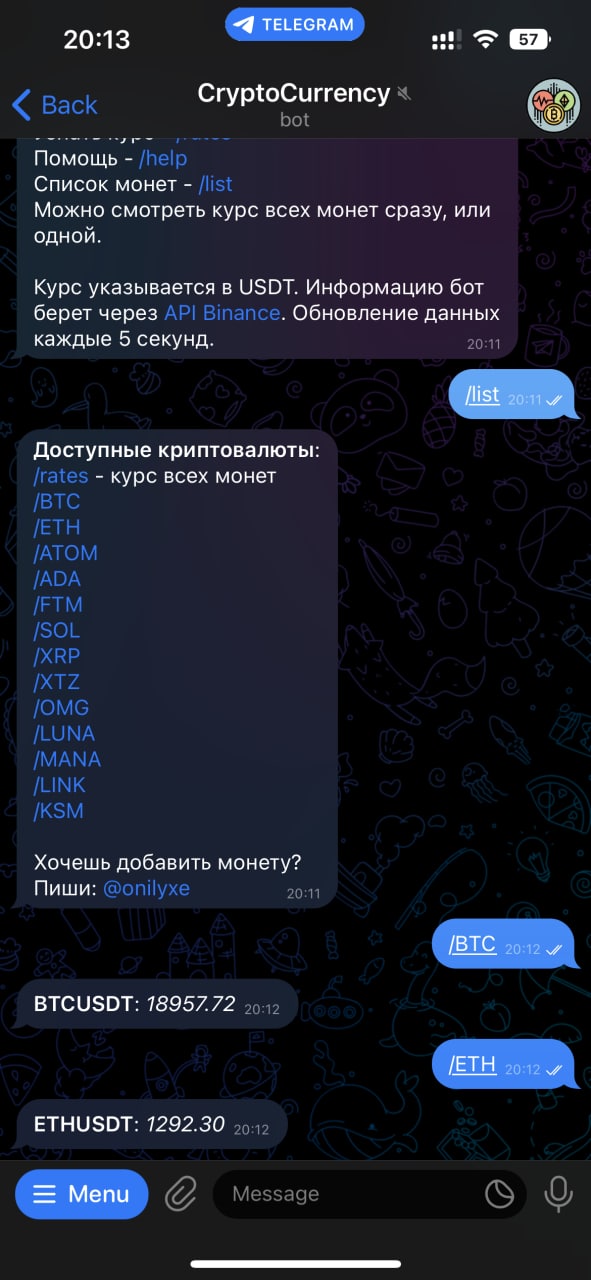 20:13
TELEGRAM
57
Back
CryptoCurrency
bot
Помощь - /help
Список монет - /list
Можно смотреть курс всех монет сразу, или
одной.
Курс указывается в USDT. Информацию бот
берет через API Binance. Обновление данных
каждые 5 секунд.
20:11
/list 20:11
Доступные криптовалюты:
/rates - курс всех монет
/BTC
/ETH
/ATOM
/ADA
/FTM
/SOL
/XRP
/XTZ
/OMG
/LUNA
/MANA
/LINK
/KSM
Хочешь добавить монету?
Пиши: @onilyxe 20:11
/BTC 20:12
BTCUSDT: 18957.72 20:12
/ETH 20:12
ETHUSDT: 1292.30 20:12
Menu
Message